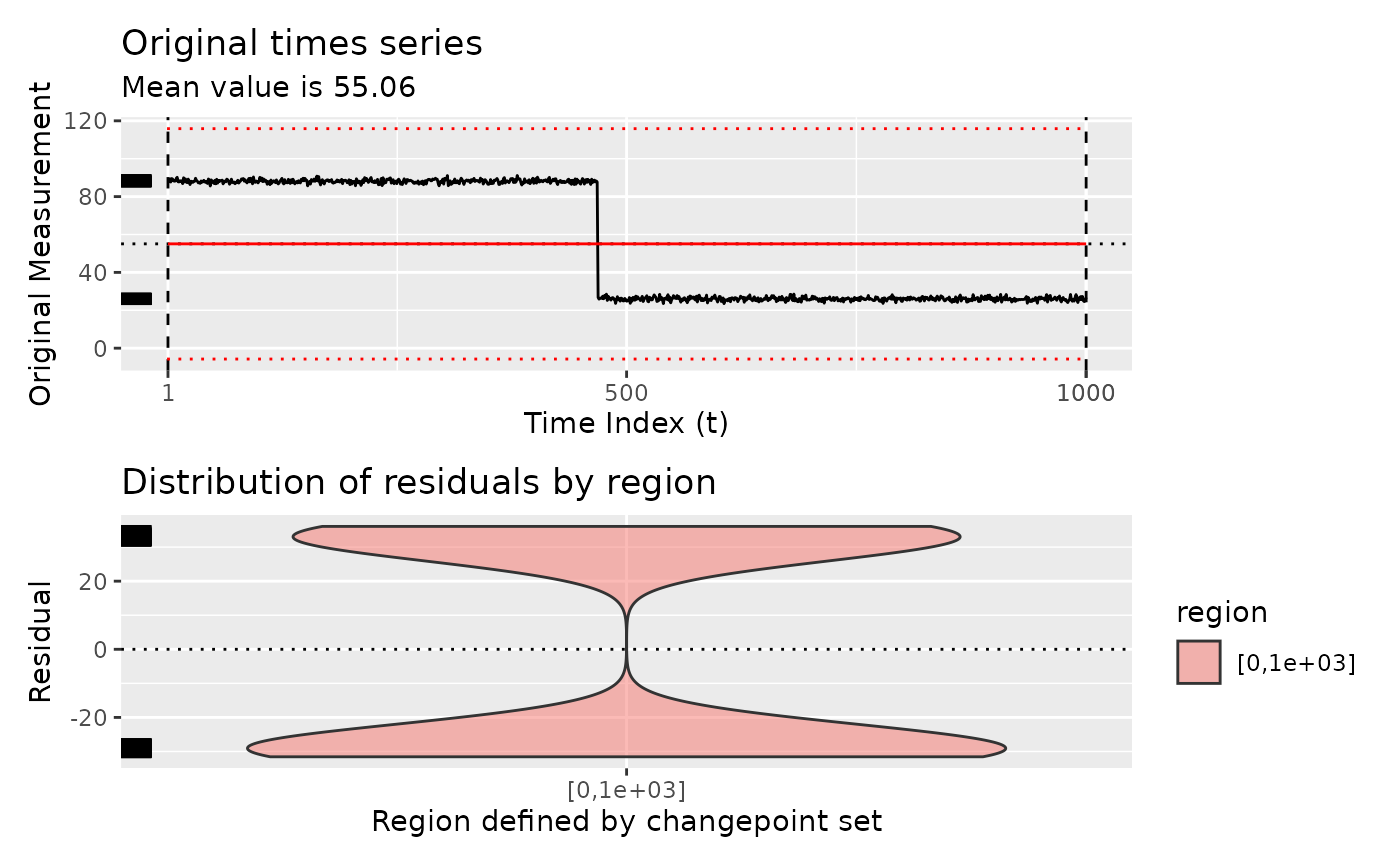 Original times series
Mean value is 55.06
Original Measurement
120
80
40
0
1
500
1000
Time Index (t)
Distribution of residuals by region
Residual
20
0
-20
[0,1e+03]
Region defined by changepoint set
region
[0,1e+03]